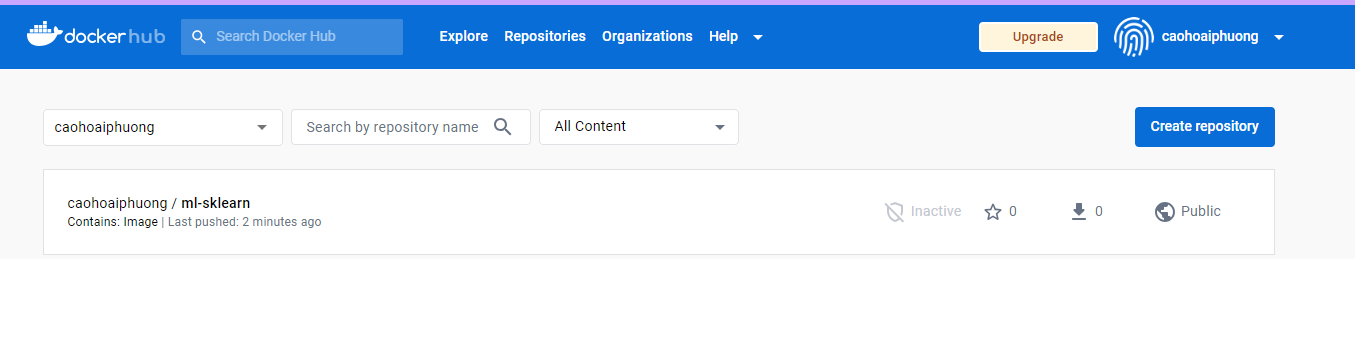 docker hub Search Docker Hub Explore Repositories Organizations Help Upgrade caohoaiphuong
caohoaiphuong Search by repository name All Content Create repository
caohoaiphuong / ml-sklearn
Contains: Image | Last pushed: 2 minutes ago
Inactive 0 0 Public